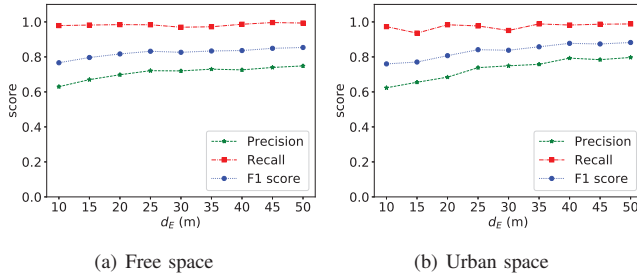 1.0
0.8
0.6
0.4
0.2
0.0
score
Precision
Recall
F1 score
10 15 20 25 30 35 40 45 50
d_E (m)
(a) Free space
1.0
0.8
0.6
0.4
0.2
0.0
score
Precision
Recall
F1 score
10 15 20 25 30 35 40 45 50
d_E (m)
(b) Urban space